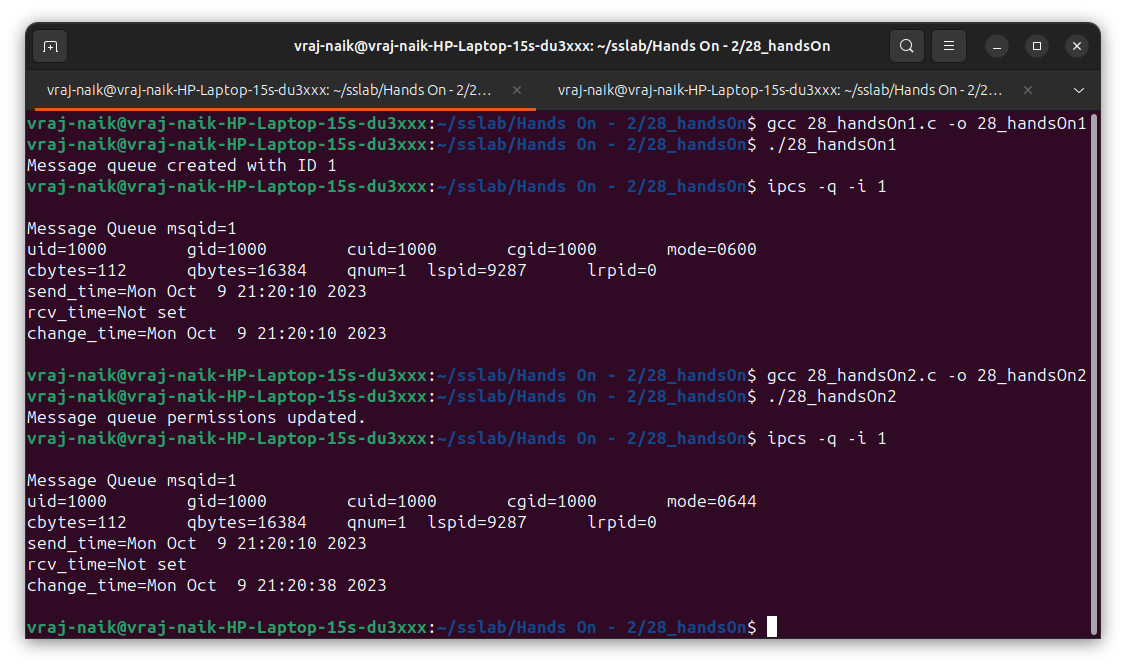 vraj-naik@vraj-naik-HP-Laptop-15s-du3xxx: ~/sslab/Hands On - 2/28_handsOn
vraj-naik@vraj-naik-HP-Laptop-15s-du3xxx: ~/sslab/Hands On - 2/2... vraj-naik@vraj-naik-HP-Laptop-15s-du3xxx: ~/sslab/Hands On - 2/2...
vraj-naik@vraj-naik-HP-Laptop-15s-du3xxx:~/sslab/Hands On - 2/28_handsOn$ gcc 28_handsOn1.c -o 28_handsOn1
vraj-naik@vraj-naik-HP-Laptop-15s-du3xxx:~/sslab/Hands On - 2/28_handsOn$ ./28_handsOn1
Message queue created with ID 1
vraj-naik@vraj-naik-HP-Laptop-15s-du3xxx:~/sslab/Hands On - 2/28_handsOn$ ipcs -q -i 1
Message Queue msqid=1
uid=1000        gid=1000        cuid=1000       cgid=1000       mode=0600
cbytes=112      qbytes=16384    qnum=1  lspid=9287      lrpid=0
send_time=Mon Oct  9 21:20:10 2023
rcv_time=Not set
change_time=Mon Oct  9 21:20:10 2023
vraj-naik@vraj-naik-HP-Laptop-15s-du3xxx:~/sslab/Hands On - 2/28_handsOn$ gcc 28_handsOn2.c -o 28_handsOn2
vraj-naik@vraj-naik-HP-Laptop-15s-du3xxx:~/sslab/Hands On - 2/28_handsOn$ ./28_handsOn2
Message queue permissions updated.
vraj-naik@vraj-naik-HP-Laptop-15s-du3xxx:~/sslab/Hands On - 2/28_handsOn$ ipcs -q -i 1
Message Queue msqid=1
uid=1000        gid=1000        cuid=1000       cgid=1000       mode=0644
cbytes=112      qbytes=16384    qnum=1  lspid=9287      lrpid=0
send_time=Mon Oct  9 21:20:10 2023
rcv_time=Not set
change_time=Mon Oct  9 21:20:38 2023
vraj-naik@vraj-naik-HP-Laptop-15s-du3xxx:~/sslab/Hands On - 2/28_handsOn$